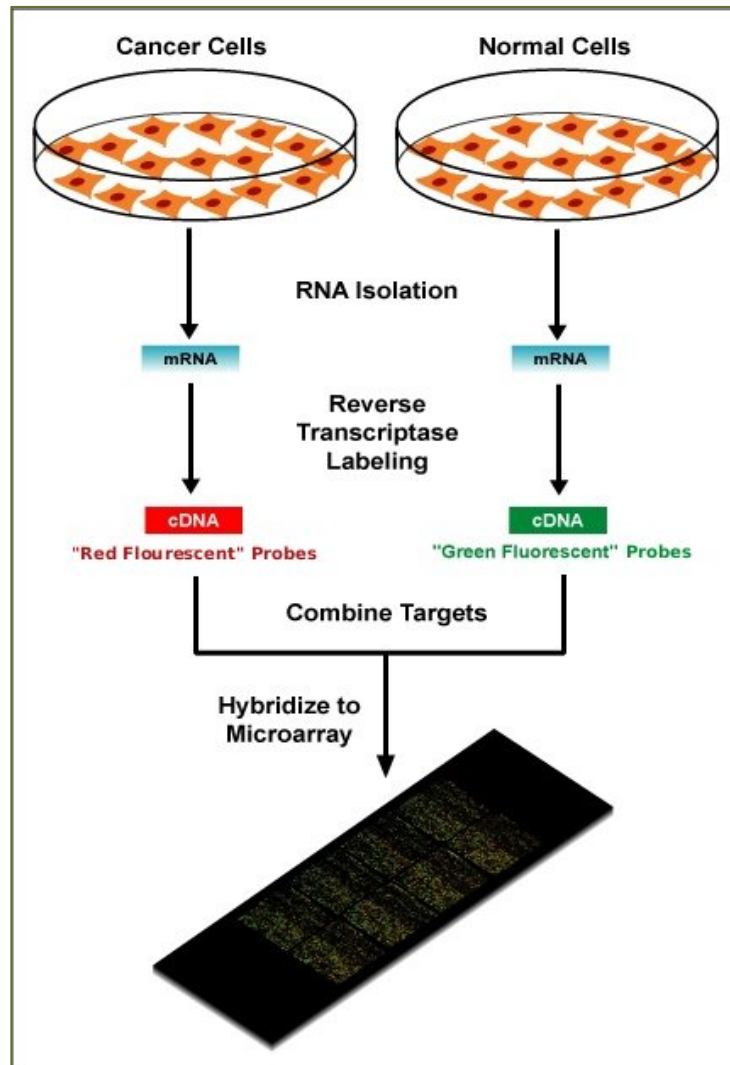 Cancer Cells
Normal Cells
RNA Isolation
mRNA
mRNA
Reverse
Transcriptase
Labeling
cDNA
cDNA
"Red Flourescent" Probes
"Green Fluorescent" Probes
Combine Targets
Hybridize to
Microarray